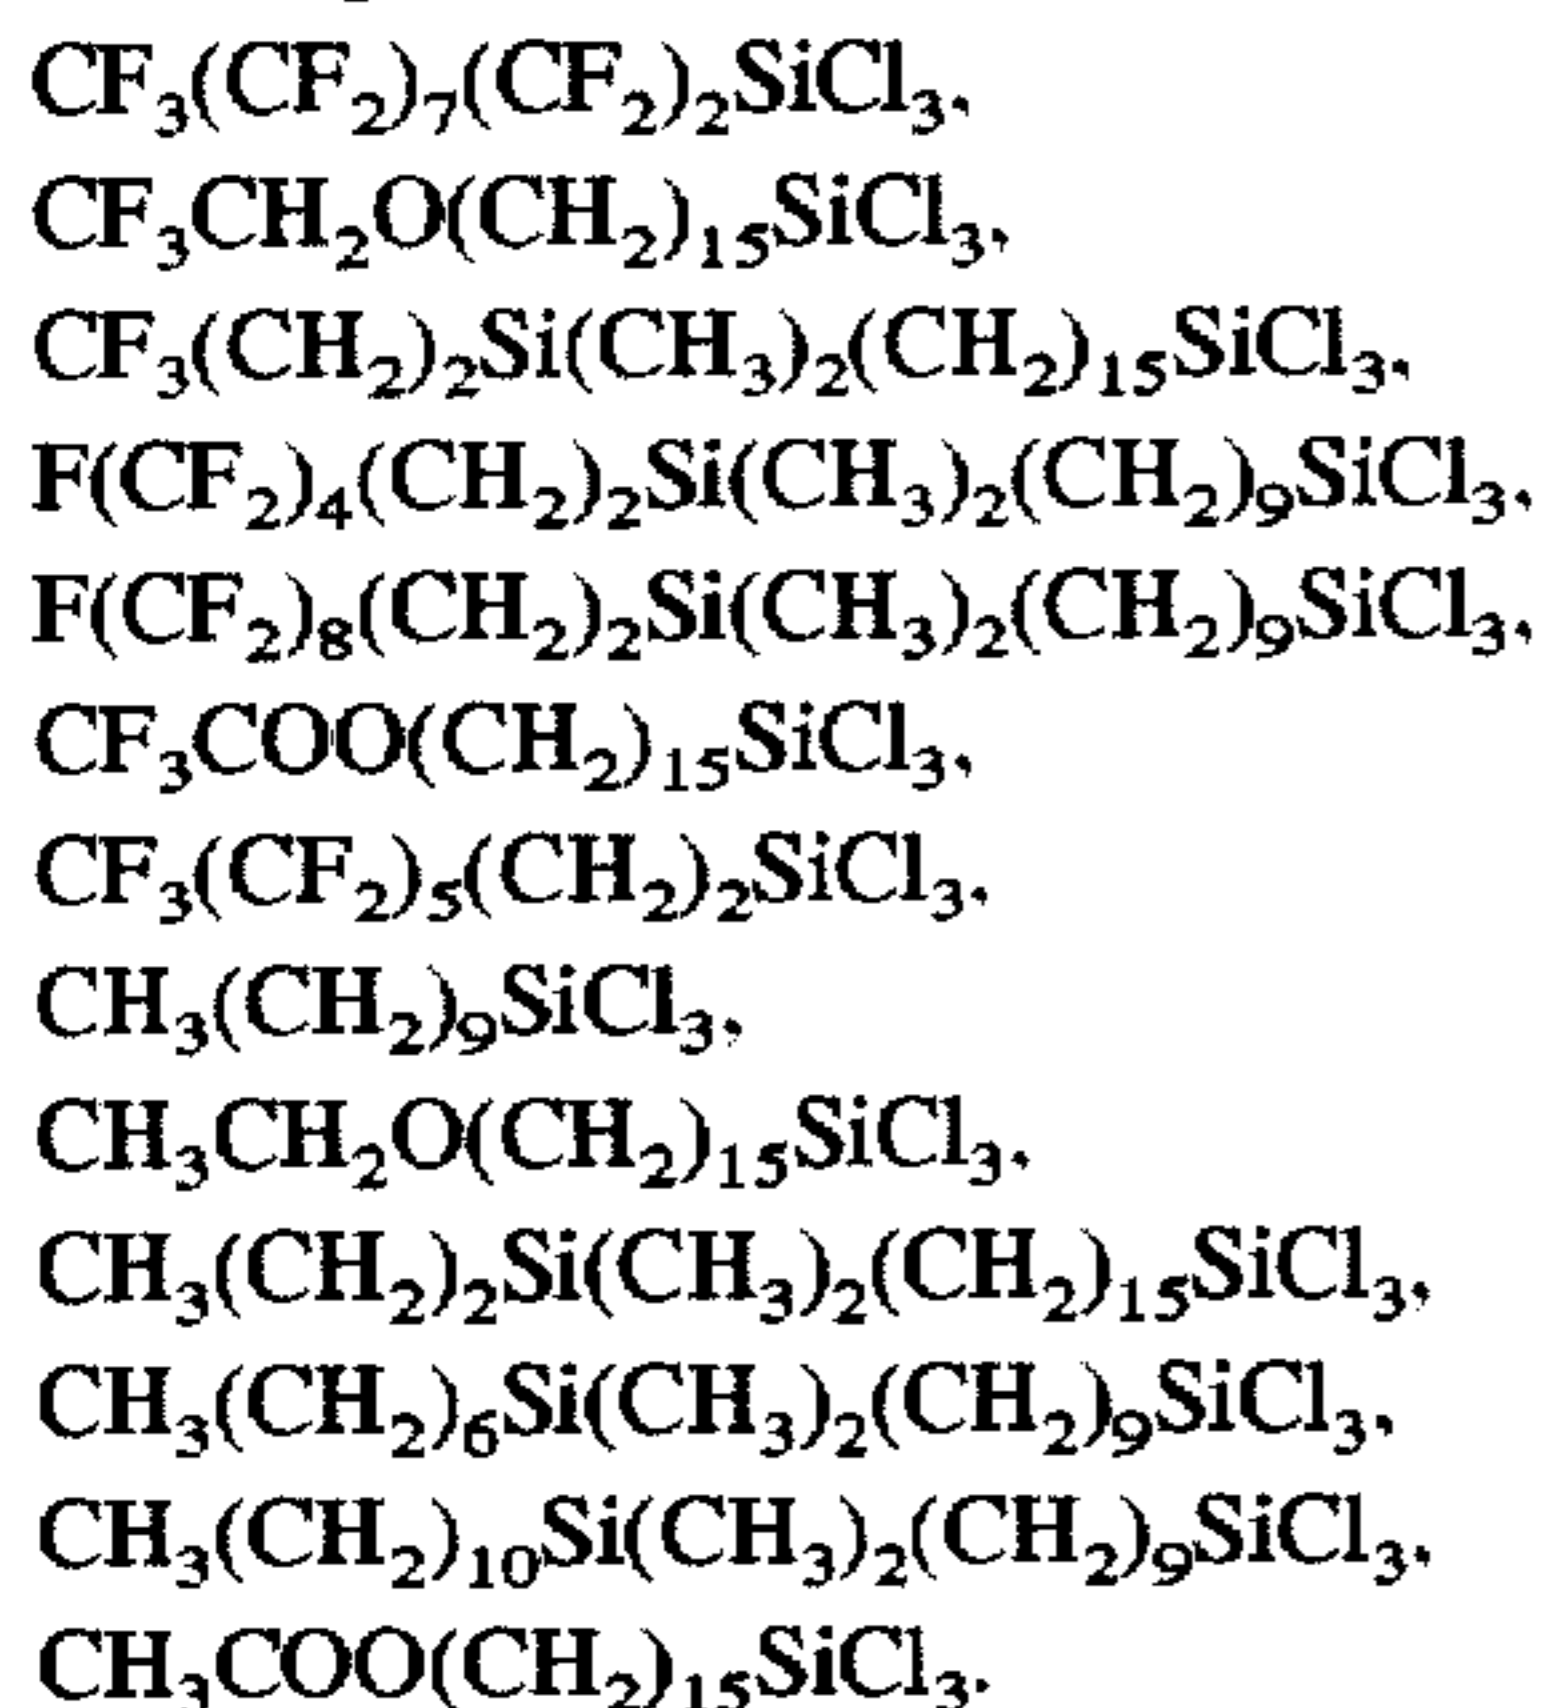 CF₃(CF₂)₇(CF₂)₂SiCl₃,
CF₃CH₂O(CH₂)₁₅SiCl₃,
CF₃(CH₂)₂Si(CH₃)₂(CH₂)₁₅SiCl₃,
F(CF₂)₄(CH₂)₂Si(CH₃)₂(CH₂)₉SiCl₃,
F(CF₂)₈(CH₂)₂Si(CH₃)₂(CH₂)₉SiCl₃,
CF₃COO(CH₂)₁₅SiCl₃,
CF₃(CF₂)₅(CH₂)₂SiCl₃,
CH₃(CH₂)₉SiCl₃,
CH₃CH₂O(CH₂)₁₅SiCl₃,
CH₃(CH₂)₂Si(CH₃)₂(CH₂)₁₅SiCl₃,
CH₃(CH₂)₆Si(CH₃)₂(CH₂)₉SiCl₃,
CH₃(CH₂)₁₀Si(CH₃)₂(CH₂)₉SiCl₃,
CH₃COO(CH₂)₁₅SiCl₃.